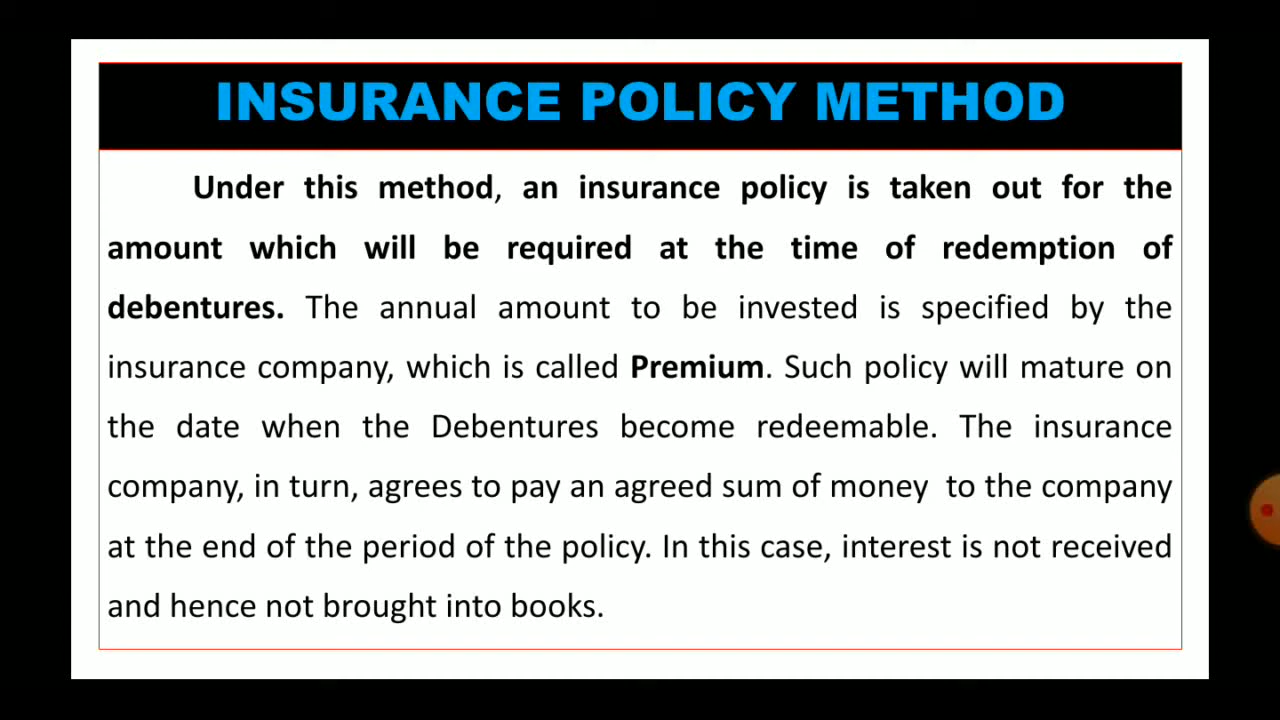 INSURANCE POLICY METHOD
Under this method, an insurance policy is taken out for the
amount which will be required at the time of redemption of
debentures. The annual amount to be invested is specified by the
insurance company, which is called Premium. Such policy will mature on
the date when the Debentures become redeemable. The insurance
company, in turn, agrees to pay an agreed sum of money to the company
at the end of the period of the policy. In this case, interest is not received
and hence not brought into books.